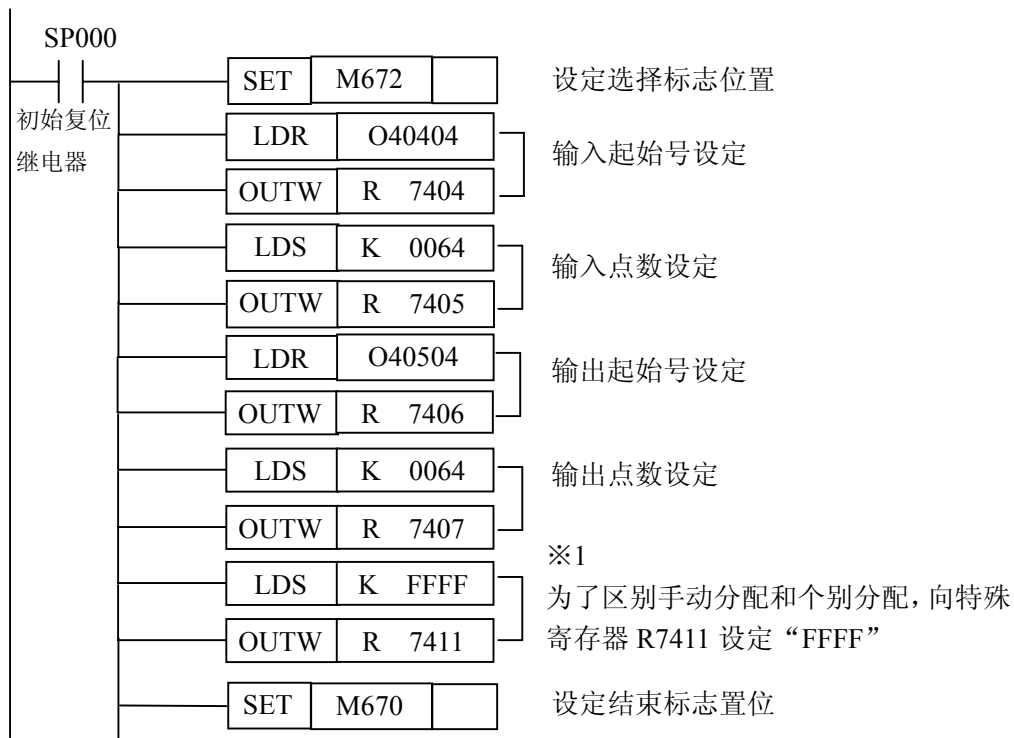 SP000
SET M672 设定选择标志位置
初始复位
继电器
LDR O40404
输入起始号设定
OUTW R 7404
LDS K 0064
输入点数设定
OUTW R 7405
LDR O40504
输出起始号设定
OUTW R 7406
LDS K 0064
输出点数设定
OUTW R 7407
※1
LDS K FFFF
为了区别手动分配和个别分配，向特殊
OUTW R 7411
寄存器 R7411 设定“FFFF”
SET M670 设定结束标志置位